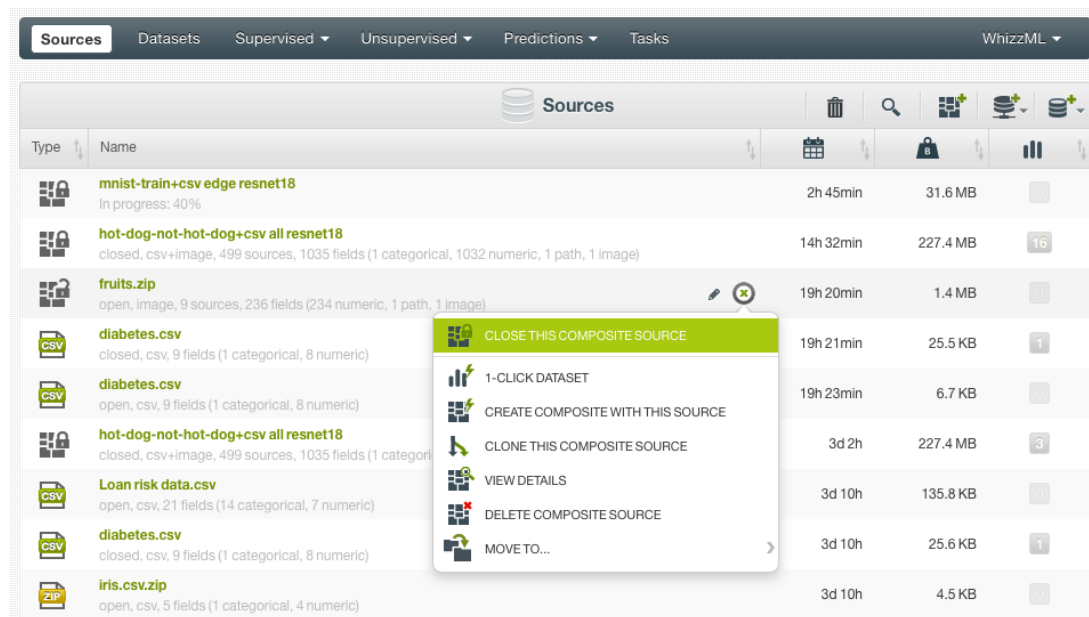 Sources Datasets Supervised Unsupervised Predictions Tasks WhizzML
Sources
Type Name B
mnist-train+csv edge resnet18
In progress: 40%
2h 45min 31.6 MB 0
hot-dog-not-hot-dog+csv all resnet18
closed, csv+image, 499 sources, 1035 fields (1 categorical, 1032 numeric, 1 path, 1 image)
14h 32min 227.4 MB 16
fruits.zip
open, image, 9 sources, 236 fields (234 numeric, 1 path, 1 image)
19h 20min 1.4 MB 0
CSV
diabetes.csv
closed, csv, 9 fields (1 categorical, 8 numeric)
19h 21min 25.5 KB 1
CSV
diabetes.csv
open, csv, 9 fields (1 categorical, 8 numeric)
19h 23min 6.7 KB 0
hot-dog-not-hot-dog+csv all resnet18
closed, csv+image, 499 sources, 1035 fields (1 categori
3d 2h 227.4 MB 3
CSV
Loan risk data.csv
open, csv, 21 fields (14 categorical, 7 numeric)
3d 10h 135.8 KB 0
CSV
diabetes.csv
closed, csv, 9 fields (1 categorical, 8 numeric)
3d 10h 25.6 KB 1
ZIP
iris.csv.zip
open, csv, 5 fields (1 categorical, 4 numeric)
3d 10h 4.5 KB 0
CLOSE THIS COMPOSITE SOURCE
1-CLICK DATASET
CREATE COMPOSITE WITH THIS SOURCE
CLONE THIS COMPOSITE SOURCE
VIEW DETAILS
DELETE COMPOSITE SOURCE
MOVE TO...